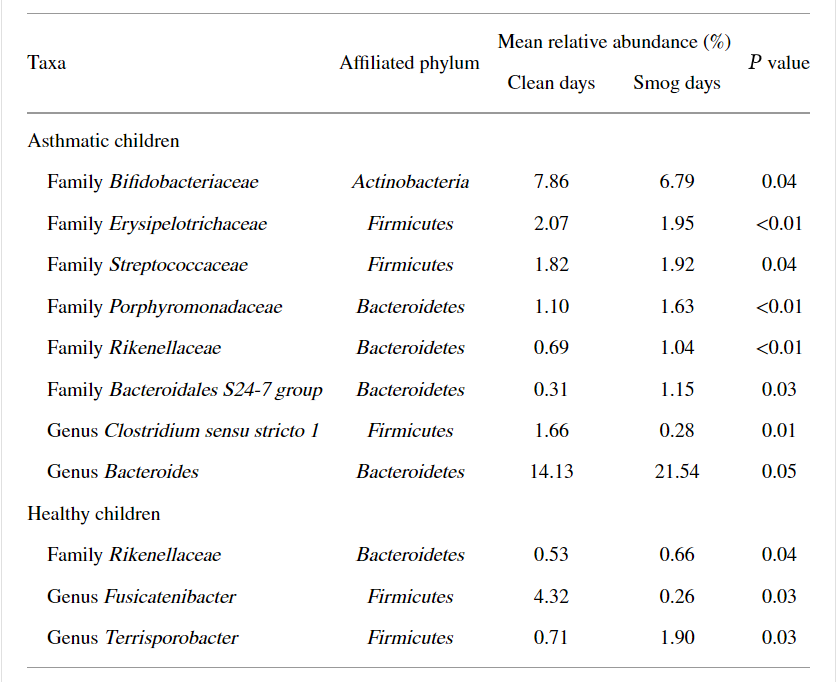 Taxa Affiliated phylum Mean relative abundance (%) P value
Clean days Smog days
Asthmatic children
Family Bifidobacteriaceae Actinobacteria 7.86 6.79 0.04
Family Erysipelotrichaceae Firmicutes 2.07 1.95 <0.01
Family Streptococcaceae Firmicutes 1.82 1.92 0.04
Family Porphyromonadaceae Bacteroidetes 1.10 1.63 <0.01
Family Rikenellaceae Bacteroidetes 0.69 1.04 <0.01
Family Bacteroidales S24-7 group Bacteroidetes 0.31 1.15 0.03
Genus Clostridium sensu stricto 1 Firmicutes 1.66 0.28 0.01
Genus Bacteroides Bacteroidetes 14.13 21.54 0.05
Healthy children
Family Rikenellaceae Bacteroidetes 0.53 0.66 0.04
Genus Fusicatenibacter Firmicutes 4.32 0.26 0.03
Genus Terrisporobacter Firmicutes 0.71 1.90 0.03